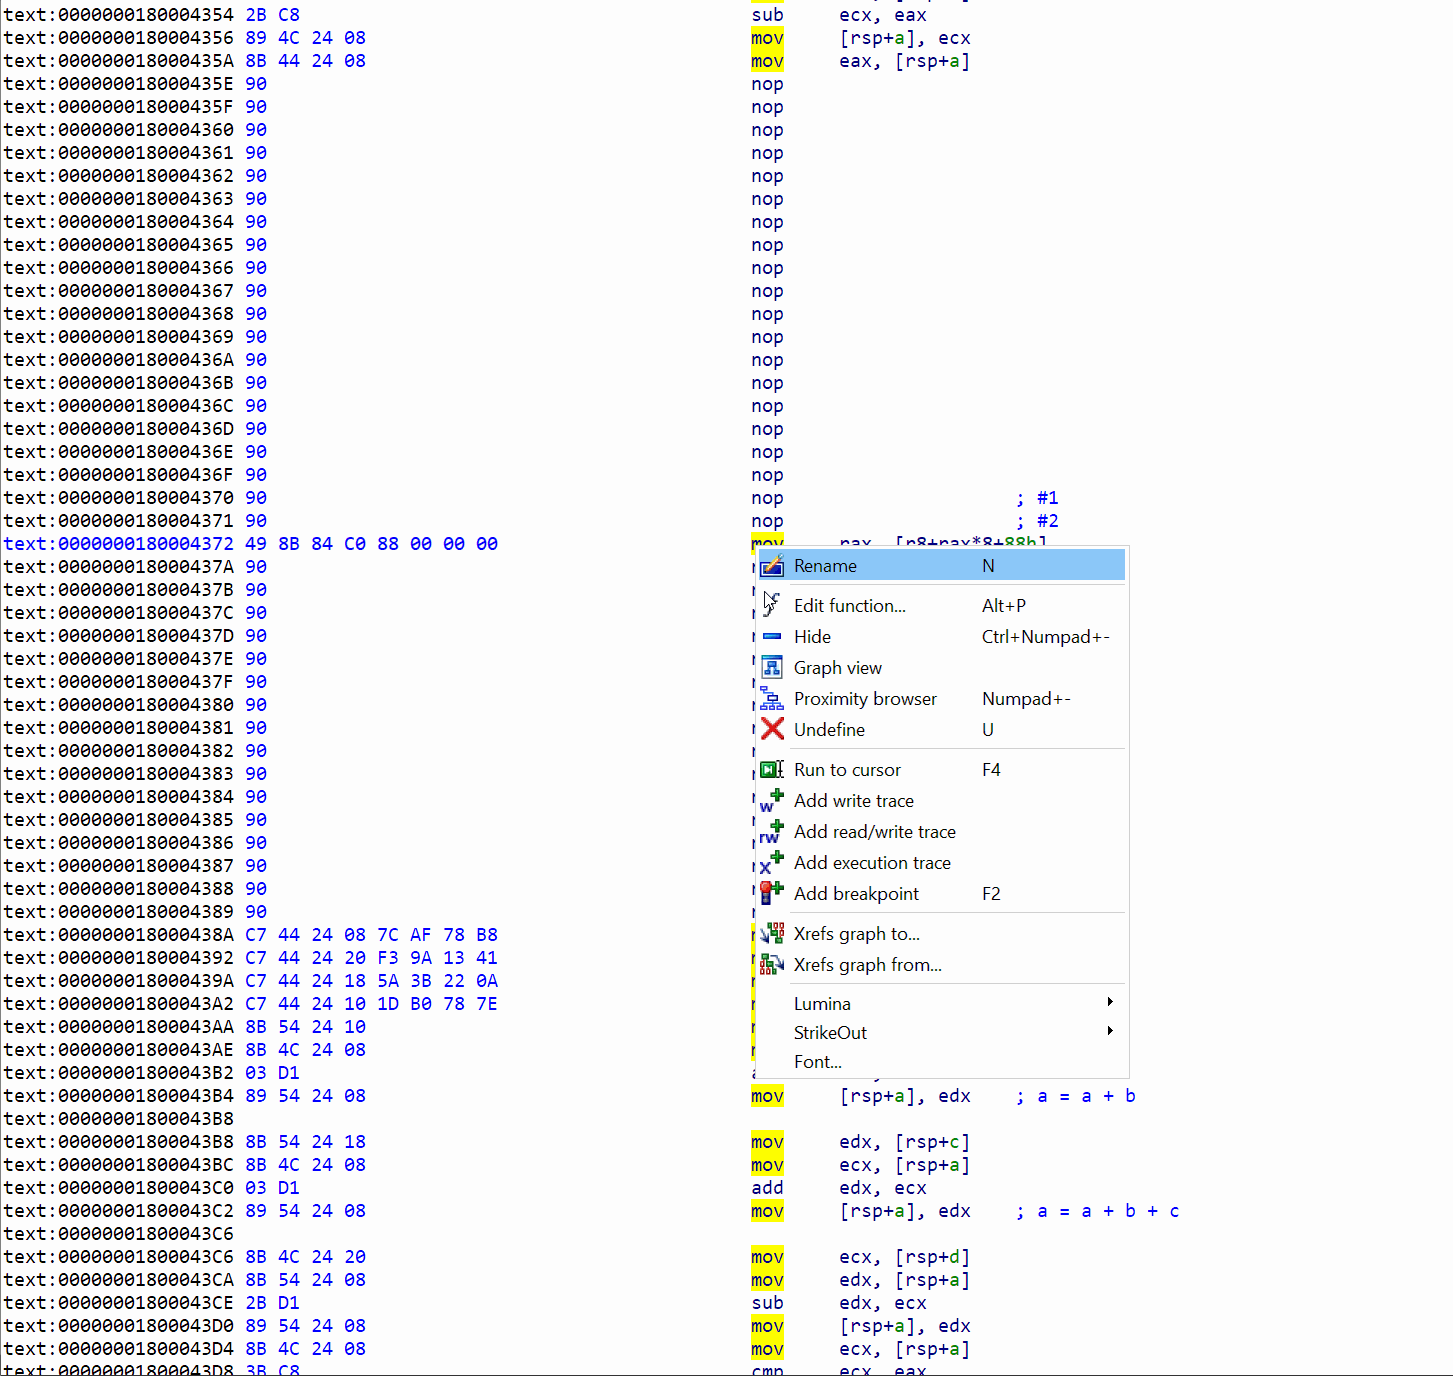 text:0000000180004354 2B C8 sub ecx, eax
text:0000000180004356 89 4C 24 08 mov [rsp+a], ecx
text:000000018000435A 8B 44 24 08 mov eax, [rsp+a]
text:000000018000435E 90 nop
text:000000018000435F 90 nop
text:0000000180004360 90 nop
text:0000000180004361 90 nop
text:0000000180004362 90 nop
text:0000000180004363 90 nop
text:0000000180004364 90 nop
text:0000000180004365 90 nop
text:0000000180004366 90 nop
text:0000000180004367 90 nop
text:0000000180004368 90 nop
text:0000000180004369 90 nop
text:000000018000436A 90 nop
text:000000018000436B 90 nop
text:000000018000436C 90 nop
text:000000018000436D 90 nop
text:000000018000436E 90 nop
text:000000018000436F 90 nop
text:0000000180004370 90 nop ; #1
text:0000000180004371 90 nop ; #2
text:0000000180004372 49 8B 84 C0 88 00 00 00 mov rax, [r8+rax*8+88h]
text:000000018000437A 90
text:000000018000437B 90
text:000000018000437C 90
text:000000018000437D 90
text:000000018000437E 90
text:000000018000437F 90
text:0000000180004380 90
text:0000000180004381 90
text:0000000180004382 90
text:0000000180004383 90
text:0000000180004384 90
text:0000000180004385 90
text:0000000180004386 90
text:0000000180004387 90
text:0000000180004388 90
text:0000000180004389 90
text:000000018000438A C7 44 24 08 7C AF 78 B8
text:0000000180004392 C7 44 24 20 F3 9A 13 41
text:000000018000439A C7 44 24 18 5A 3B 22 0A
text:00000001800043A2 C7 44 24 10 1D B0 78 7E
text:00000001800043AA 8B 54 24 10
text:00000001800043AE 8B 4C 24 08
text:00000001800043B2 03 D1
text:00000001800043B4 89 54 24 08 mov [rsp+a], edx ; a = a + b
text:00000001800043B8
text:00000001800043B8 8B 54 24 18 mov edx, [rsp+c]
text:00000001800043BC 8B 4C 24 08 mov ecx, [rsp+a]
text:00000001800043C0 03 D1 add edx, ecx
text:00000001800043C2 89 54 24 08 mov [rsp+a], edx ; a = a + b + c
text:00000001800043C6
text:00000001800043C6 8B 4C 24 20 mov ecx, [rsp+d]
text:00000001800043CA 8B 54 24 08 mov edx, [rsp+a]
text:00000001800043CE 2B D1 sub edx, ecx
text:00000001800043D0 89 54 24 08 mov [rsp+a], edx
text:00000001800043D4 8B 4C 24 08 mov ecx, [rsp+a]
text:00000001800043D8 3B C8 cmp ecx, eax
Rename N
Edit function... Alt+P
Hide Ctrl+Numpad+-
Graph view
Proximity browser Numpad+-
Undefine U
Run to cursor F4
Add write trace
Add read/write trace
Add execution trace
Add breakpoint F2
Xrefs graph to...
Xrefs graph from...
Lumina
StrikeOut
Font...